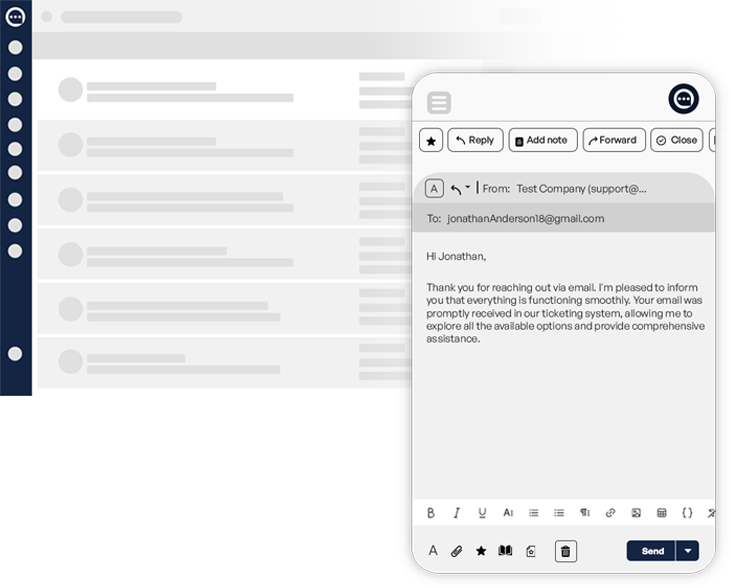 Reply Add note Forward Close
A From: Test Company (support@...
To: jonathanAnderson18@gmail.com
Hi Jonathan,
Thank you for reaching out via email. I'm pleased to inform
you that everything is functioning smoothly. Your email was
promptly received in our ticketing system, allowing me to
explore all the available options and provide comprehensive
assistance.
B I U AI
A Send